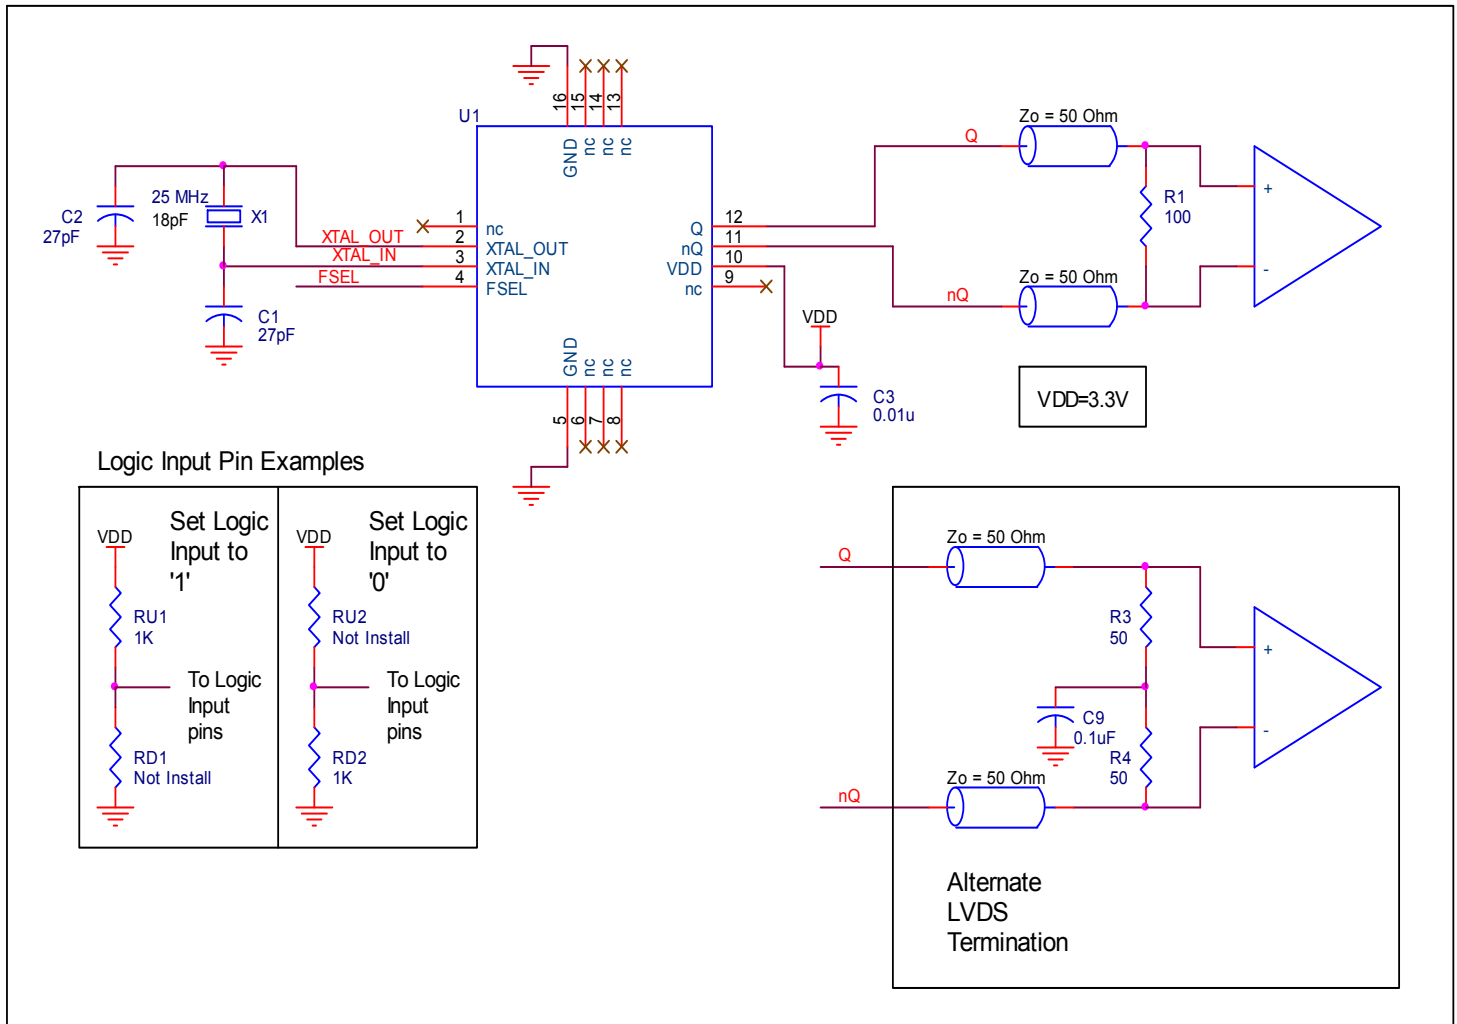 U1
16
15
14
13
GND
nc
nc
nc
25 MHz
18pF
X1
C2
27pF
C1
27pF
XTAL_OUT
XTAL_IN
FSEL
1
2
3
4
nc
XTAL_OUT
XTAL_IN
FSEL
Q
nQ
VDD
nc
12
11
10
9
GND
nc
nc
nc
5
6
7
8
Q
nQ
Zo = 50 Ohm
Zo = 50 Ohm
R1
100
+
-
VDD
C3
0.01u
VDD=3.3V
Logic Input Pin Examples
VDD
Set Logic
Input to
'1'
RU1
1K
To Logic
Input
pins
RD1
Not Install
VDD
Set Logic
Input to
'0'
RU2
Not Install
To Logic
Input
pins
RD2
1K
Q
Zo = 50 Ohm
R3
50
+
C9
0.1uF
-
R4
50
nQ
Zo = 50 Ohm
Alternate
LVDS
Termination